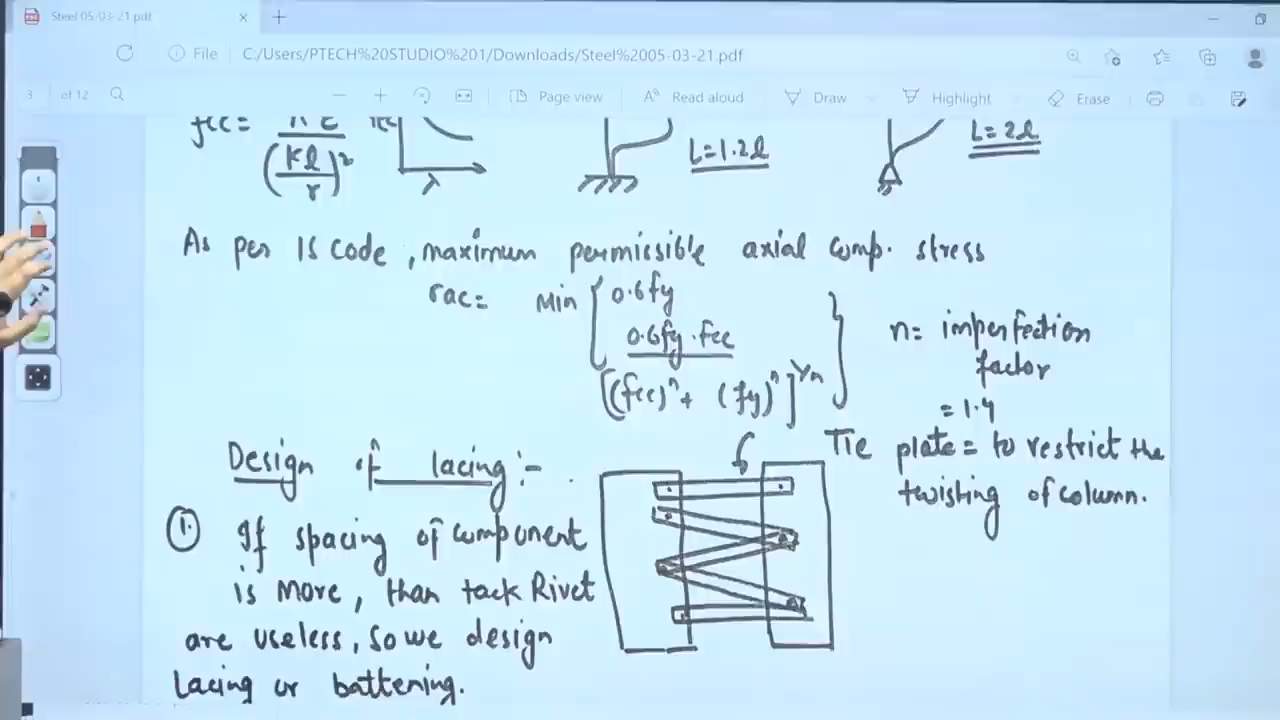 Steel 05-03-21.pdf
File C:/Users/PTECH%20STUDIO%201/Downloads/Steel%2005-03-21.pdf
3 of 12 Page view Read aloud Draw Highlight Erase
fcc =
(Kl/r)²
λ
L=1.2l
L=2l
As per IS code, maximum permissible axial comp. stress
σac = Min { 0.6fy
0.6fy.fcc
[(fcc)ⁿ + (fy)ⁿ]^1/n }
n= imperfection
factor
= 1.4
Tie plate = to restrict the
twisting of column.
Design of lacing :-
① If spacing of component
is more, than tack Rivet
are useless, so we design
Lacing or battening.